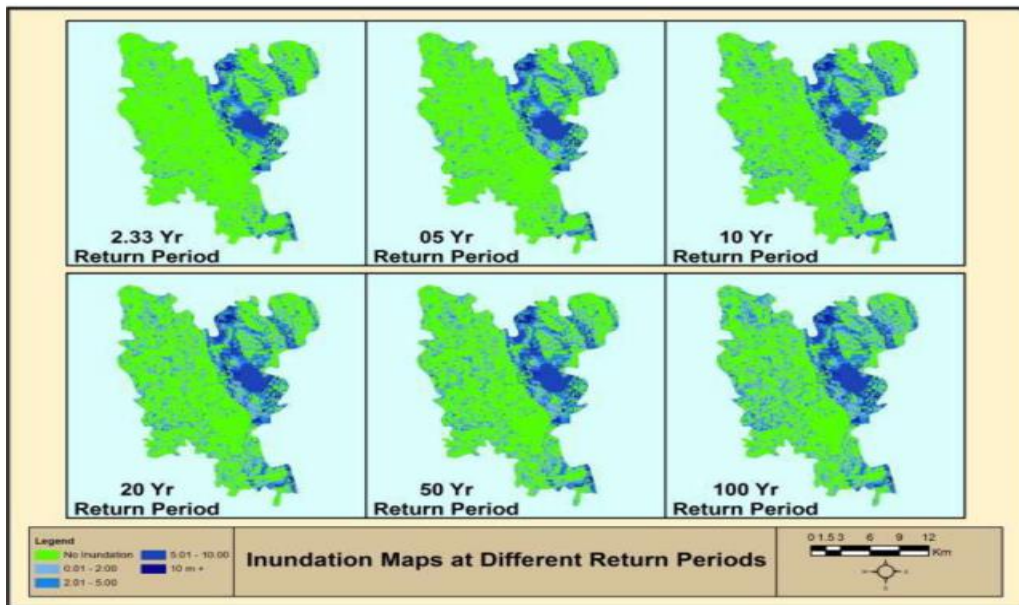 2.33 Yr
Return Period
05 Yr
Return Period
10 Yr
Return Period
20 Yr
Return Period
50 Yr
Return Period
100 Yr
Return Period
Legend
No Inundation
0.01 - 2.00
2.01 - 5.00
5.01 - 10.00
10 m +
Inundation Maps at Different Return Periods
0 1.5 3 6 9 12
Km